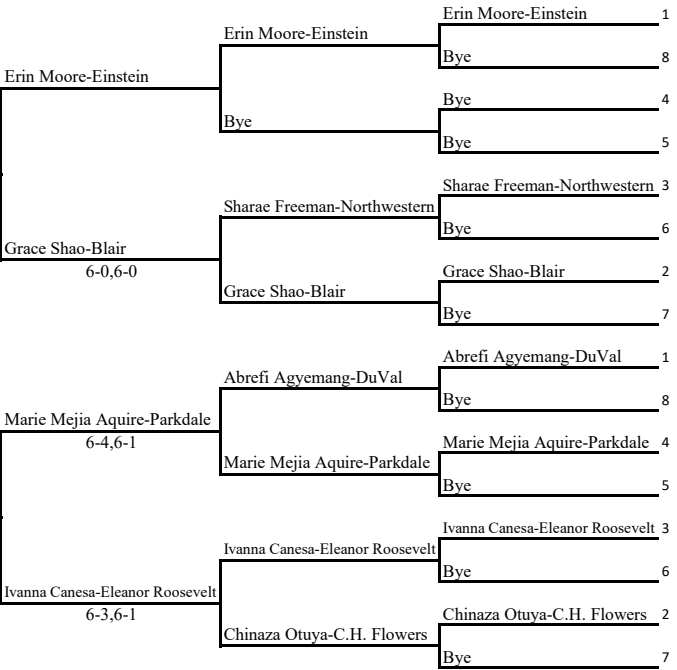 Erin Moore-Einstein 1
Erin Moore-Einstein
Bye 8
Erin Moore-Einstein
Bye 4
Bye
Bye 5
Sharae Freeman-Northwestern 3
Sharae Freeman-Northwestern
Bye 6
Grace Shao-Blair
6-0,6-0
Grace Shao-Blair 2
Grace Shao-Blair
Bye 7
Abrefi Agyemang-DuVal 1
Abrefi Agyemang-DuVal
Bye 8
Marie Mejia Aquire-Parkdale
6-4,6-1
Marie Mejia Aquire-Parkdale 4
Marie Mejia Aquire-Parkdale
Bye 5
Ivanna Canesa-Eleanor Roosevelt 3
Ivanna Canesa-Eleanor Roosevelt
Bye 6
Ivanna Canesa-Eleanor Roosevelt
6-3,6-1
Chinaza Otuya-C.H. Flowers 2
Chinaza Otuya-C.H. Flowers
Bye 7